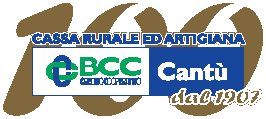 100
CASSA RURALE ED ARTIGIANA
BCC
CREDITO COOPERATIVO
Cantù
dal 1907